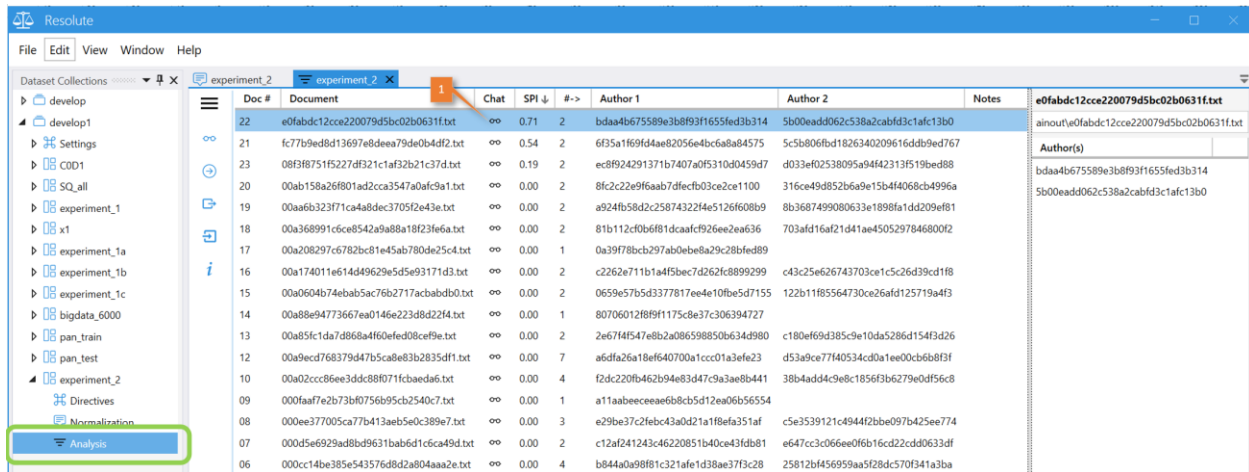 Resolute
File Edit View Window Help
Dataset Collections
experiment_2
experiment_2
1
develop
develop1
Settings
C0D1
SQ_all
experiment_1
x1
experiment_1a
experiment_1b
experiment_1c
bigdata_6000
pan_train
pan_test
experiment_2
Directives
Normalization
Analysis
Doc # Document Chat SPI ↓ #-> Author 1 Author 2 Notes
22 e0fabdc12cce220079d5bc02b0631f.txt 0.71 2 bdaa4b675589e3b8f93f1655fed3b314 5b00eadd062c538a2cabfd3c1afc13b0
21 fc77b9ed8d13697e8deea79de0b4df2.txt 0.54 2 6f35a1f69fd4ae82056e4bc6a8a84575 5c5b806fbd1826340209616ddb9ed767
23 08f3f8751f5227df321c1af32b21c37d.txt 0.19 2 ec8f924291371b7407a0f5310d0459d7 d033ef02538095a94f42313f519bed88
20 00ab158a26f801ad2cca3547a0afc9a1.txt 0.00 2 8fc2c22e9f6aab7dfecfb03ce2ce1100 316ce49d852b6a9e15b4f4068cb4996a
19 00aa6b323f71ca4a8dec3705f2e43e.txt 0.00 2 a924fb58d2c25874322f4e5126f608b9 8b3687499080633e1898fa1dd209ef81
18 00a368991c6ce8542a9a88a18f23fe6a.txt 0.00 2 81b112cf0b6f81dcaafcf926ee2ea636 703afd16af21d41ae4505297846800f2
17 00a208297c6782bc81e45ab780de25c4.txt 0.00 1 0a39f78bcb297ab0ebe8a29c28bfed89
16 00a174011e614d49629e5d5e93171d3.txt 0.00 2 c2262e711b1a4f5bec7d262fc8899299 c43c25e626743703ce1c5c26d39cd1f8
15 00a0604b74ebab5ac76b2717acbabdb0.txt 0.00 2 0659e57b5d3377817ee4e10fbe5d7155 122b11f85564730ce26afd125719a4f3
14 00a88e94773667ea0146e223d8d22f4.txt 0.00 1 80706012f8f9f1175c8e37c306394727
13 00a85fc1da7d868a4f60efed08cef9e.txt 0.00 2 2e67f4f547e8b2a086598850b634d980 c180ef69d385c9e10da5286d154f3d26
12 00a9ecd768379d47b5ca8e83b2835df1.txt 0.00 7 a6dfa26a18ef640700a1ccc01a3efe23 d53a9ce77f40534cd0a1ee00cb6b8f3f
10 00a02ccc86ee3ddc88f071fcbaeda6.txt 0.00 4 f2dc220fb462b94e83d47c9a3ae8b441 38b4add4c9e8c1856f3b6279e0df56c8
09 000faaf7e2b73bf0756b95cb2540c7.txt 0.00 1 a11aabeeceeae6b8cb5d12ea06b56554
08 000ee377005ca77b413aeb5e0c389e7.txt 0.00 3 e29be37c2febc43a0d21a1f8efa351af c5e3539121c4944f2bbe097b425ee774
07 000d5e6929ad8bd9631bab6d1c6ca49d.txt 0.00 2 c12af241243c46220851b40ce43fdb81 e647cc3c066ee0f6b16cd22cdd0633df
06 000cc14be385e543576d8d2a804aaa2e.txt 0.00 4 b844a0a98f81c321afe1d38ae37f3c28 25812bf456959aa5f28dc570f341a3ba
e0fabdc12cce220079d5bc02b0631f.txt
ainout\e0fabdc12cce220079d5bc02b0631f.txt
Author(s)
bdaa4b675589e3b8f93f1655fed3b314
5b00eadd062c538a2cabfd3c1afc13b0